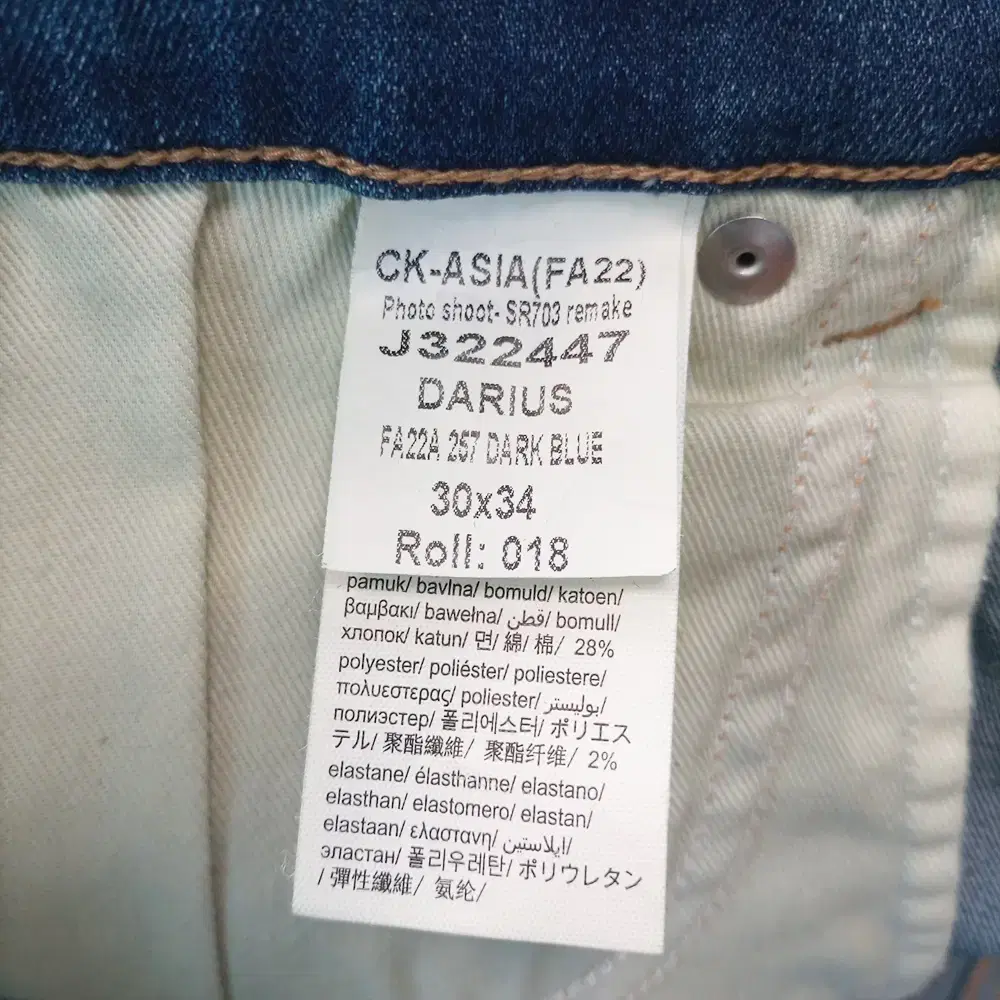 CK-ASIA(FA22)
Photo shoot- SR703 remake
J322447
DARIUS
FA22A 257 DARK BLUE
30x34
Roll: 018
pamuk/ bavlna/ bomuld/ katoen/
βαμβακι/ bawełna/ قطن/ bomull/
хлопок/ katun/ 면/ 綿/ 棉/ 28%
polyester/ poliéster/ poliestere/
πολυεστερας/ poliester/ بوليستر/
полиэстер/ 폴리에스터/ ポリエス
テル/ 聚酯纖維/ 聚酯纤维/ 2%
elastane/ élasthanne/ elastano/
elasthan/ elastomero/ elastan/
elastaan/ ελαστανη/ إيلاستين/
эластан/ 폴리우레탄/ ポリウレタン
/ 彈性纖維/ 氨纶/